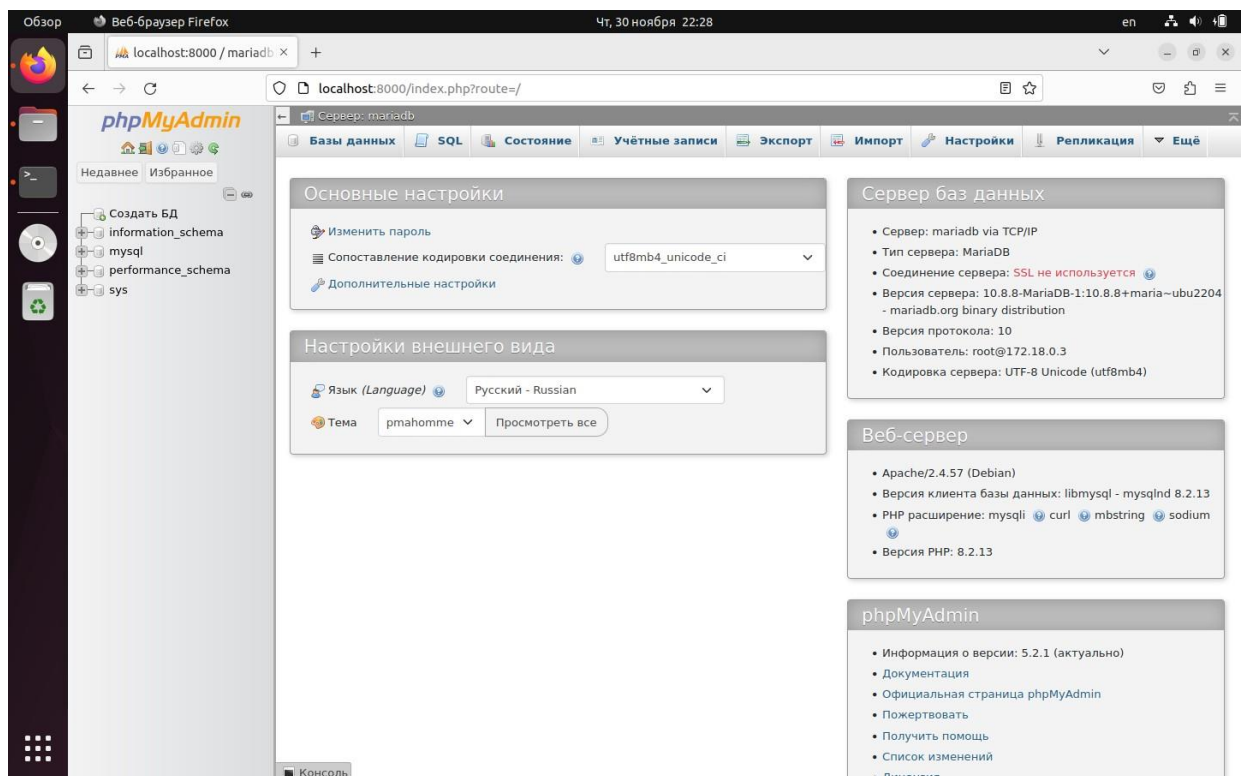 Обзор
Веб-браузер Firefox
Чт, 30 ноября 22:28
en
localhost:8000 / mariadb
localhost:8000/index.php?route=/
phpMyAdmin
Недавнее Избранное
Создать БД
information_schema
mysql
performance_schema
sys
Сервер: mariadb
Базы данных SQL Состояние Учётные записи Экспорт Импорт Настройки Репликация Ещё
Основные настройки
Изменить пароль
Сопоставление кодировки соединения: utf8mb4_unicode_ci
Дополнительные настройки
Настройки внешнего вида
Язык (Language) Русский - Russian
Тема pmahomme Просмотреть все
Сервер баз данных
• Сервер: mariadb via TCP/IP
• Тип сервера: MariaDB
• Соединение сервера: SSL не используется
• Версия сервера: 10.8.8-MariaDB-1:10.8.8+maria~ubu2204
- mariadb.org binary distribution
• Версия протокола: 10
• Пользователь: root@172.18.0.3
• Кодировка сервера: UTF-8 Unicode (utf8mb4)
Веб-сервер
• Apache/2.4.57 (Debian)
• Версия клиента базы данных: libmysql - mysqlnd 8.2.13
• PHP расширение: mysqli curl mbstring sodium
• Версия PHP: 8.2.13
phpMyAdmin
• Информация о версии: 5.2.1 (актуально)
• Документация
• Официальная страница phpMyAdmin
• Пожертвовать
• Получить помощь
• Список изменений
• Лицензия
Консоль